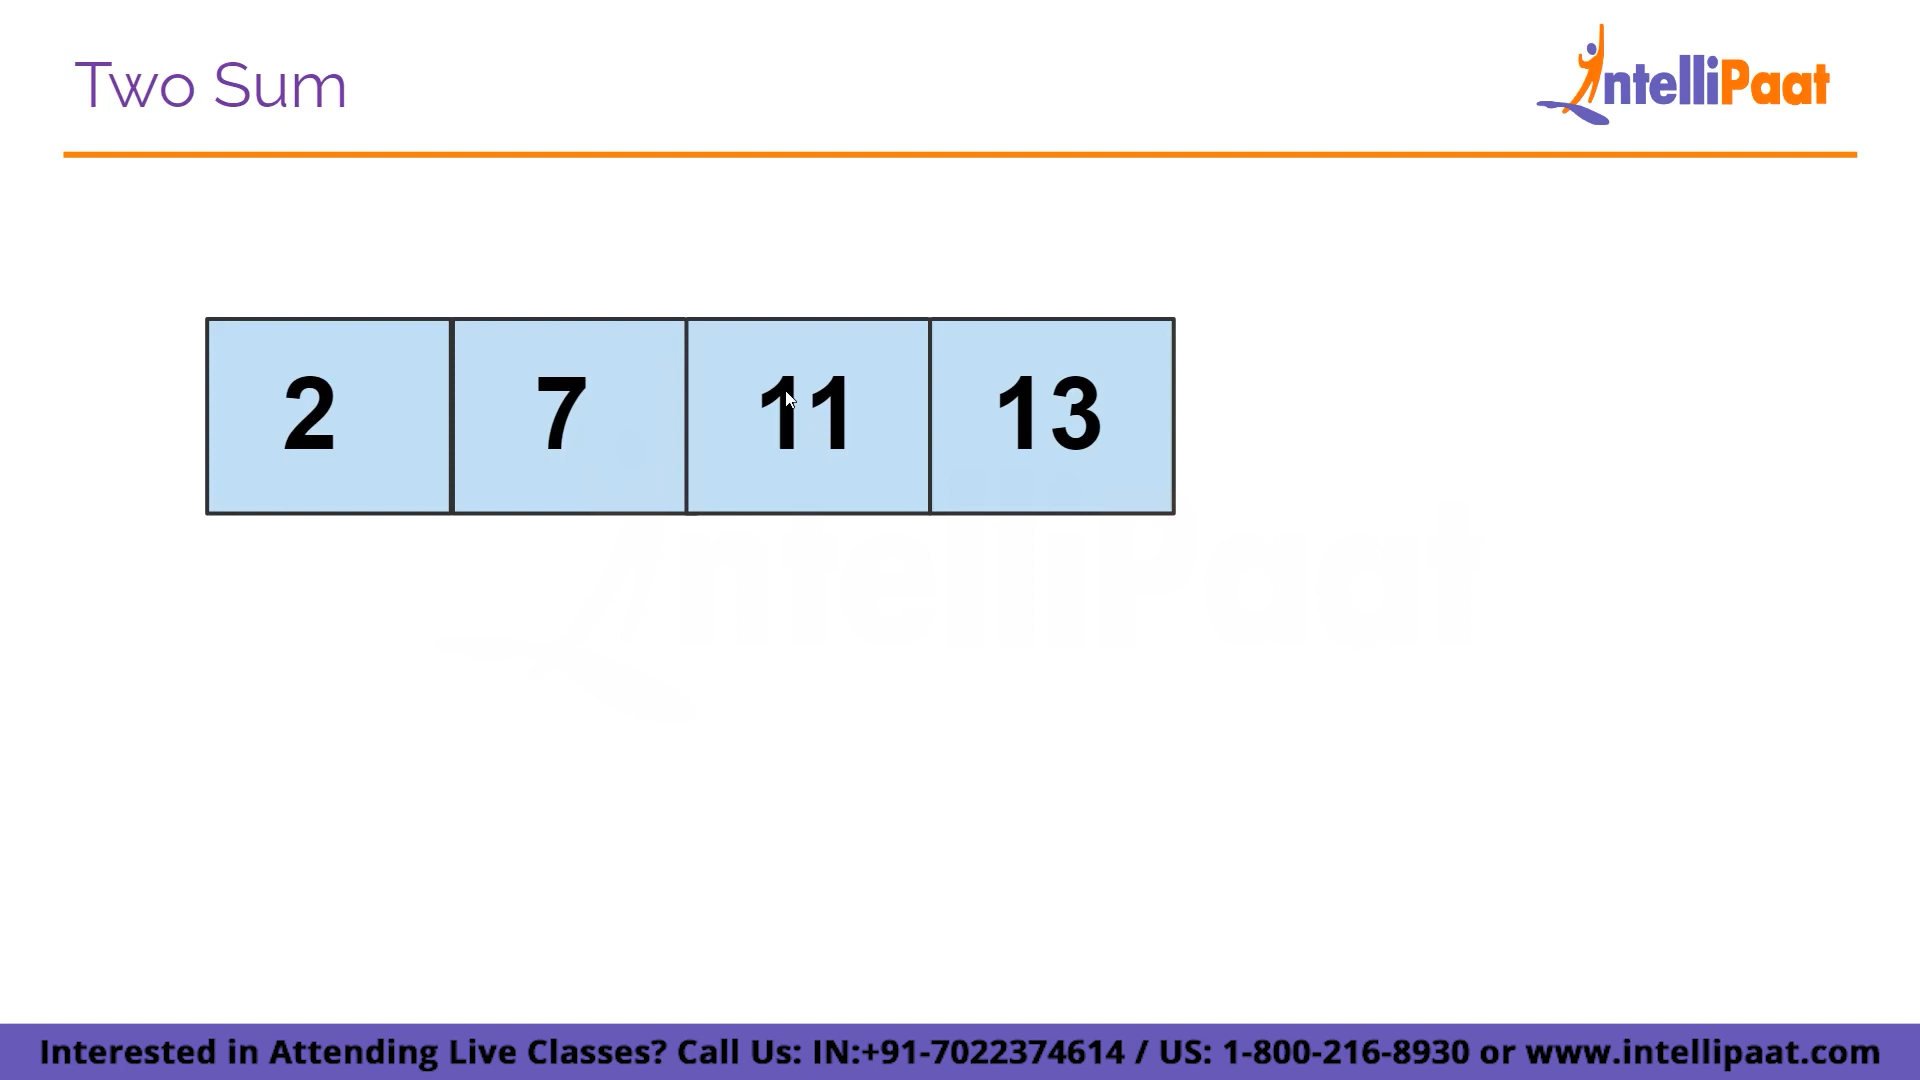 Two Sum
IntelliPaat
2 7 11 13
IntelliPaat
Interested in Attending Live Classes? Call Us: IN:+91-7022374614 / US: 1-800-216-8930 or www.intellipaat.com